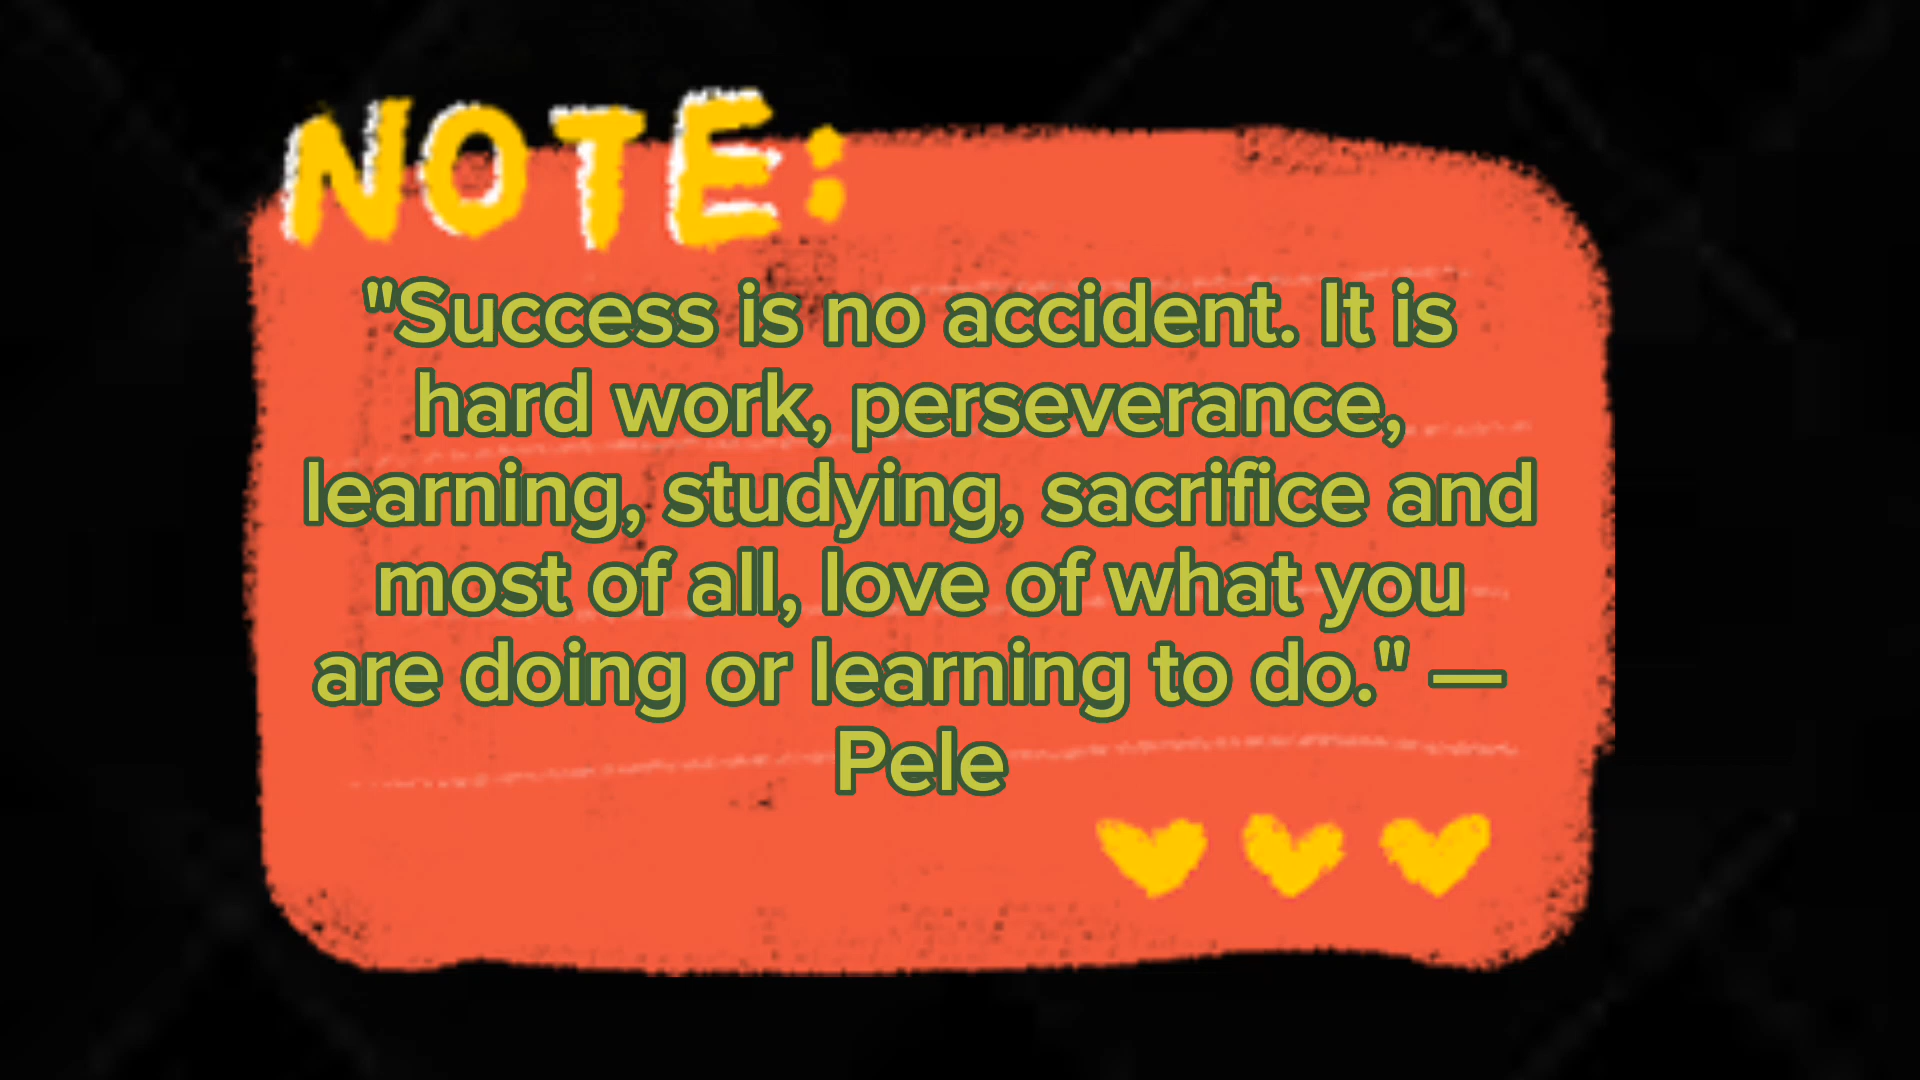 NOTE:
"Success is no accident. It is
hard work, perseverance,
learning, studying, sacrifice and
most of all, love of what you
are doing or learning to do." —
Pele